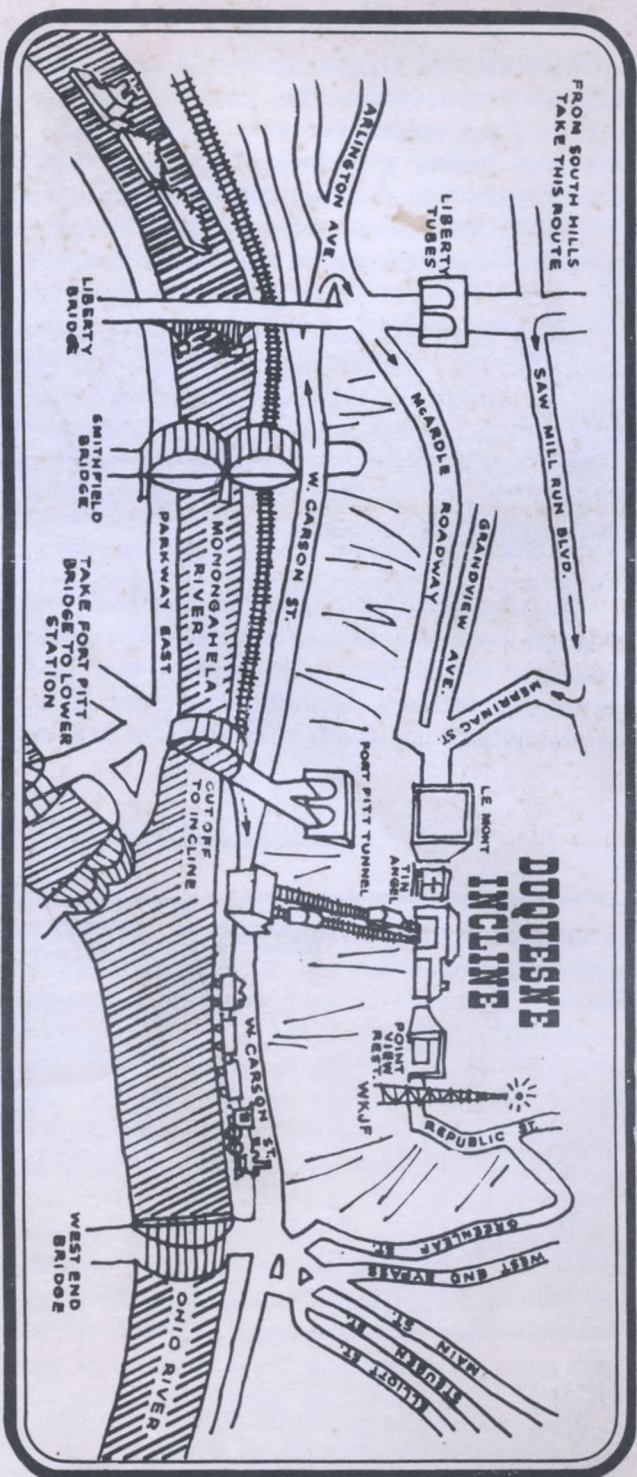 FROM SOUTH HILLS
TAKE THIS ROUTE
SAW MILL RUN BLVD.
DUQUESNE
INCLINE
LIBERTY
TUBES
ARLINGTON AVE.
McARDLE ROADWAY
GRANDVIEW AVE.
MERRIMAC ST
LE MONT
TIN
ANGEL
POINT
VIEW
REST.
WKJF
REPUBLIC ST.
GREENLEAF ST.
WEST END BYPASS
MAIN ST.
STEUBEN ST.
ELLIOTT ST.
FORT PITT TUNNEL
W. CARSON ST.
W. CARSON ST.
CUT OFF
TO INCLINE
MONONGAHELA
RIVER
PARKWAY EAST
LIBERTY
BRIDGE
SMITHFIELD
BRIDGE
TAKE FORT PITT
BRIDGE TO LOWER
STATION
WEST END
BRIDGE
OHIO RIVER